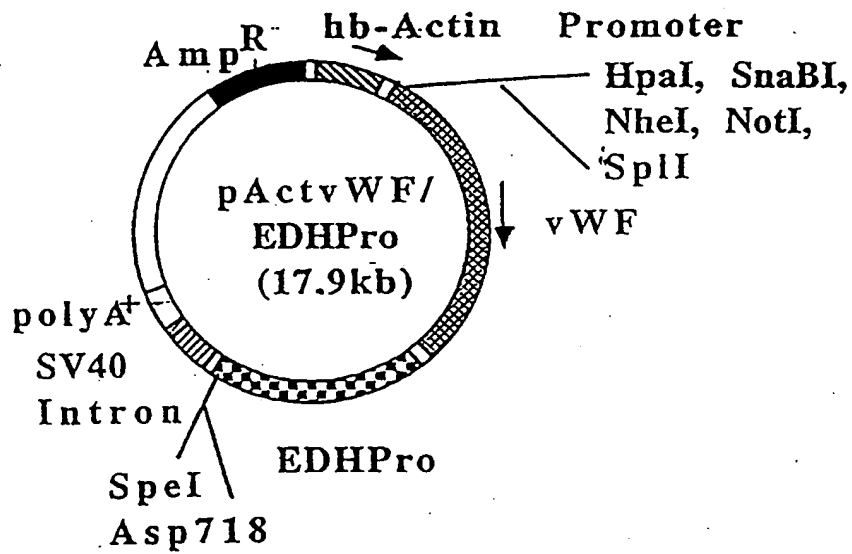 AmpR
hb-Actin Promoter
HpaI, SnaBI,
NheI, NotI,
SplI
pActvWF/
EDHPro
(17.9kb)
vWF
polyA+
SV40
Intron
EDHPro
SpeI
Asp718